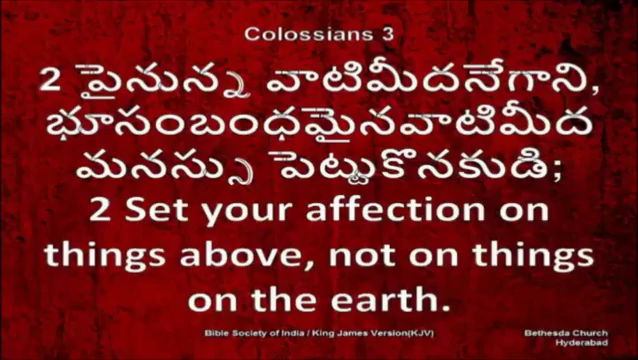 Colossians 3
2 పైనున్న వాటిమీదనేగాని,
భూసంబంధమైనవాటిమీద
మనస్సు పెట్టుకొనకుడి;
2 Set your affection on
things above, not on things
on the earth.
Bible Society of India / King James Version(KJV)
Bethesda Church
Hyderabad